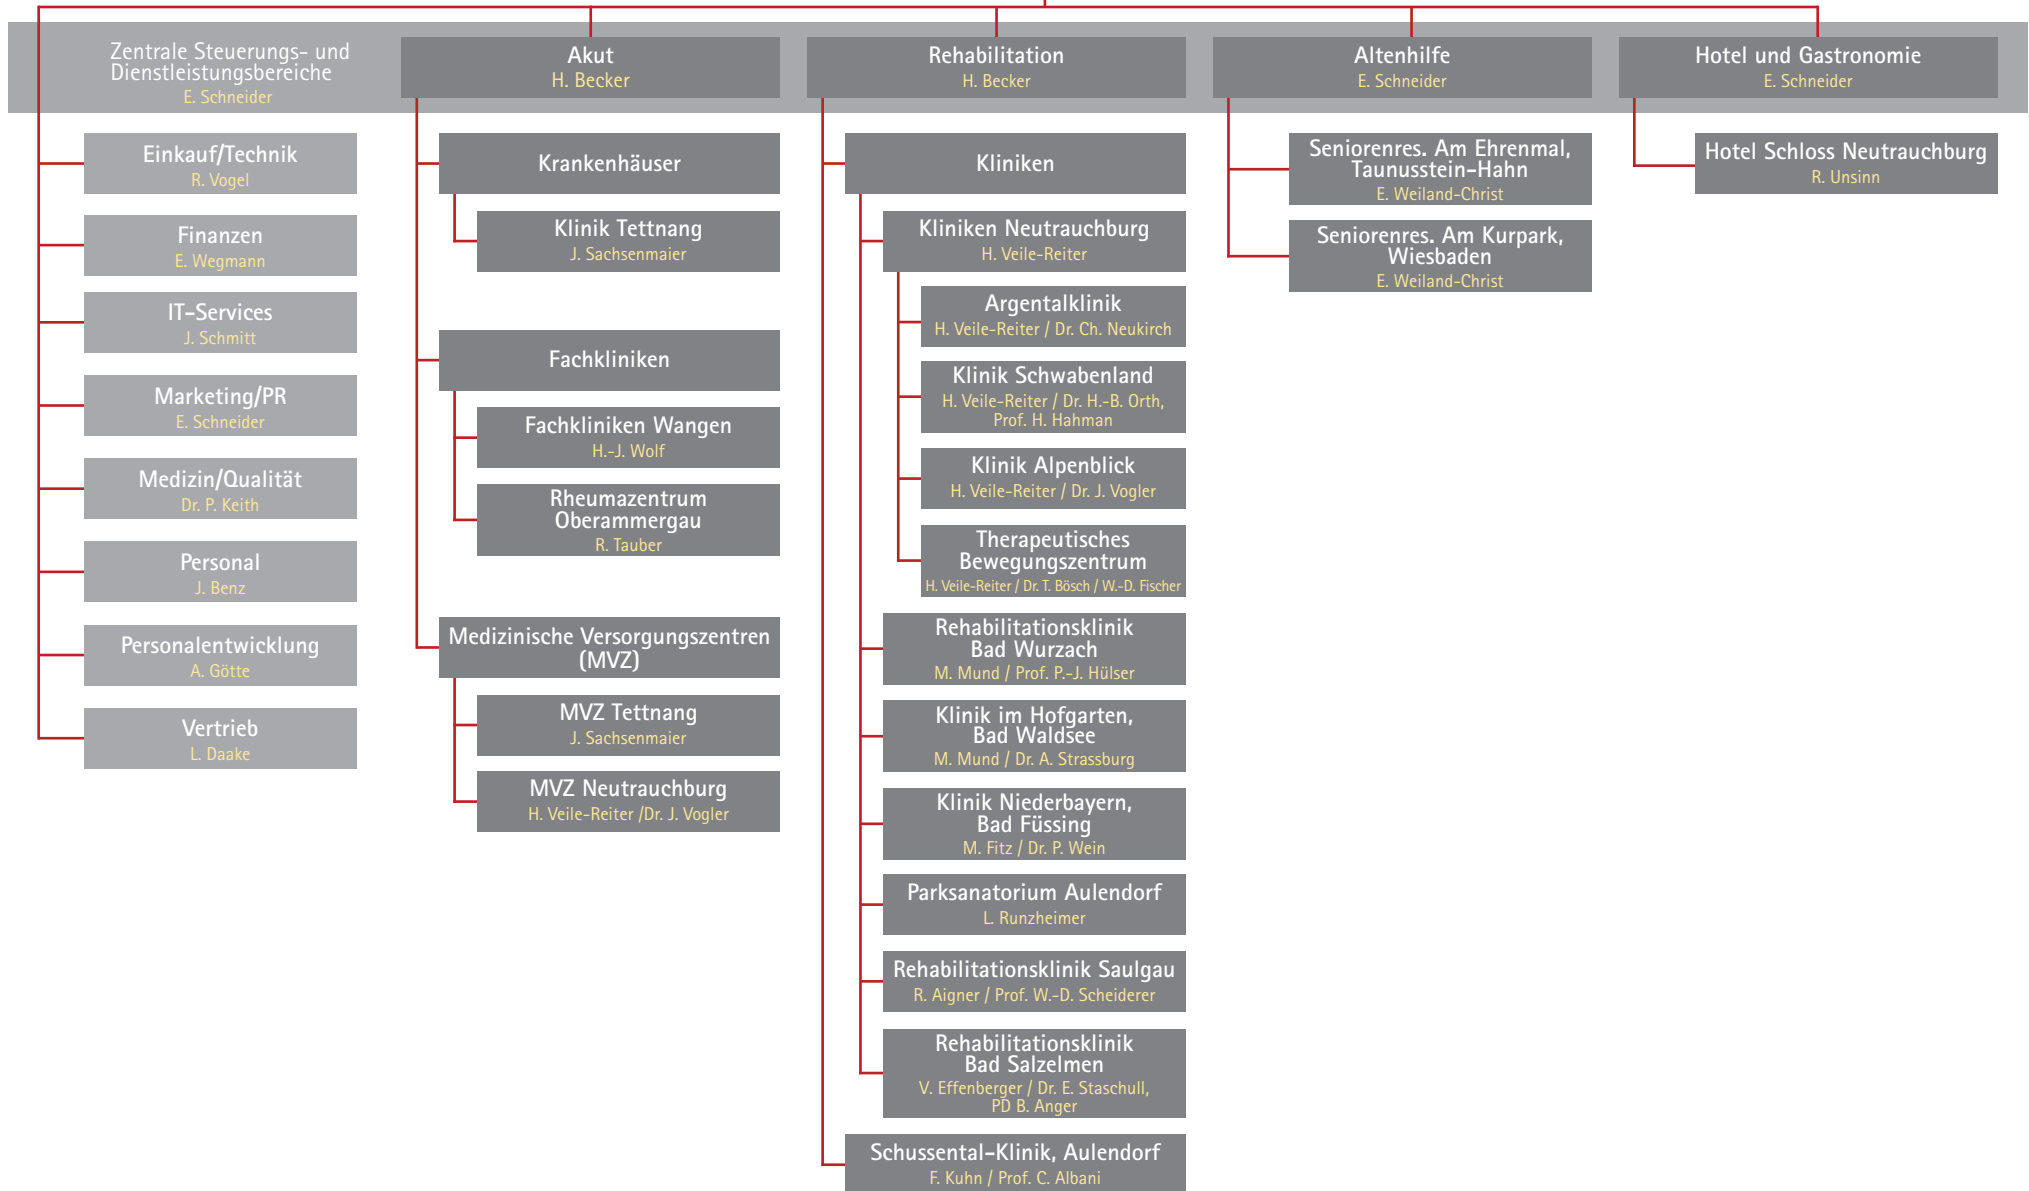 Zentrale Steuerungs- und
Dienstleistungsbereiche
E. Schneider
Einkauf/Technik
R. Vogel
Finanzen
E. Wegmann
IT-Services
J. Schmitt
Marketing/PR
E. Schneider
Medizin/Qualität
Dr. P. Keith
Personal
J. Benz
Personalentwicklung
A. Götte
Vertrieb
L. Daake
Akut
H. Becker
Krankenhäuser
Klinik Tettnang
J. Sachsenmaier
Fachkliniken
Fachkliniken Wangen
H.-J. Wolf
Rheumazentrum
Oberammergau
R. Tauber
Medizinische Versorgungszentren
(MVZ)
MVZ Tettnang
J. Sachsenmaier
MVZ Neutrauchburg
H. Veile-Reiter /Dr. J. Vogler
Rehabilitation
H. Becker
Kliniken
Kliniken Neutrauchburg
H. Veile-Reiter
Argentalklinik
H. Veile-Reiter / Dr. Ch. Neukirch
Klinik Schwabenland
H. Veile-Reiter / Dr. H.-B. Orth,
Prof. H. Hahman
Klinik Alpenblick
H. Veile-Reiter / Dr. J. Vogler
Therapeutisches
Bewegungszentrum
H. Veile-Reiter / Dr. T. Bösch / W.-D. Fischer
Rehabilitationsklinik
Bad Wurzach
M. Mund / Prof. P.-J. Hülser
Klinik im Hofgarten,
Bad Waldsee
M. Mund / Dr. A. Strassburg
Klinik Niederbayern,
Bad Füssing
M. Fitz / Dr. P. Wein
Parksanatorium Aulendorf
L. Runzheimer
Rehabilitationsklinik Saulgau
R. Aigner / Prof. W.-D. Scheiderer
Rehabilitationsklinik
Bad Salzelmen
V. Effenberger / Dr. E. Staschull,
PD B. Anger
Schussental-Klinik, Aulendorf
F. Kuhn / Prof. C. Albani
Altenhilfe
E. Schneider
Seniorenres. Am Ehrenmal,
Taunusstein-Hahn
E. Weiland-Christ
Seniorenres. Am Kurpark,
Wiesbaden
E. Weiland-Christ
Hotel und Gastronomie
E. Schneider
Hotel Schloss Neutrauchburg
R. Unsinn